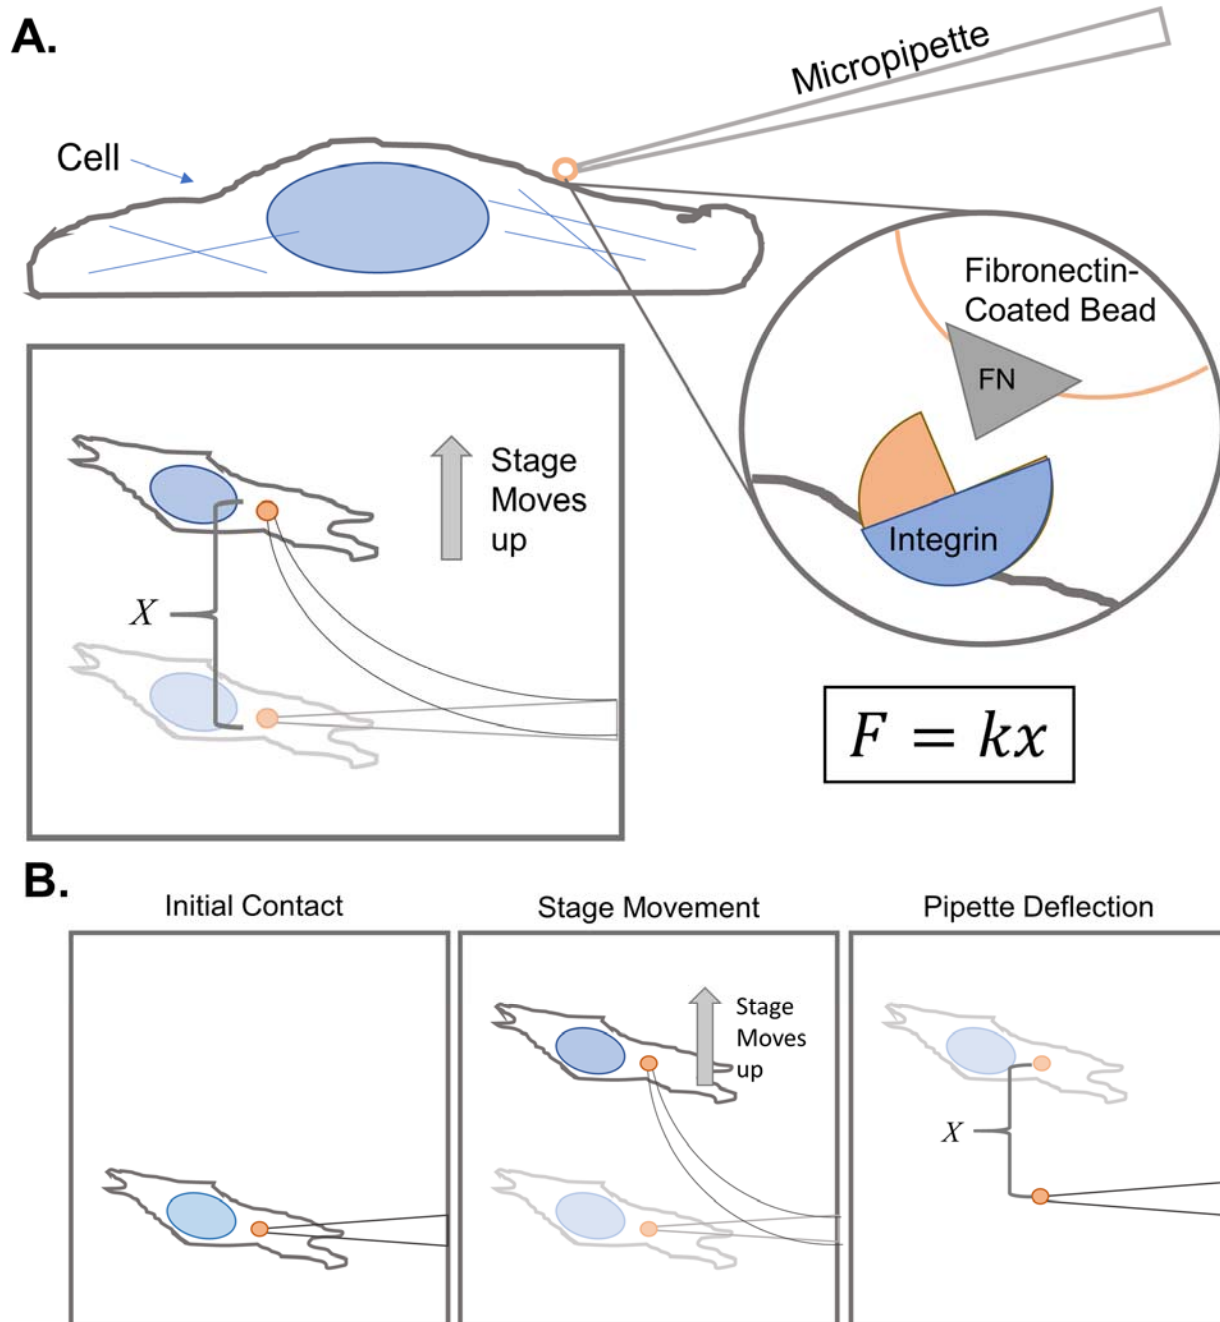 A.
Micropipette
Cell
Fibronectin-
Coated Bead
FN
Integrin
Stage
Moves
up
X
F = kx
B.
Initial Contact
Stage Movement
Pipette Deflection
Stage
Moves
up
X